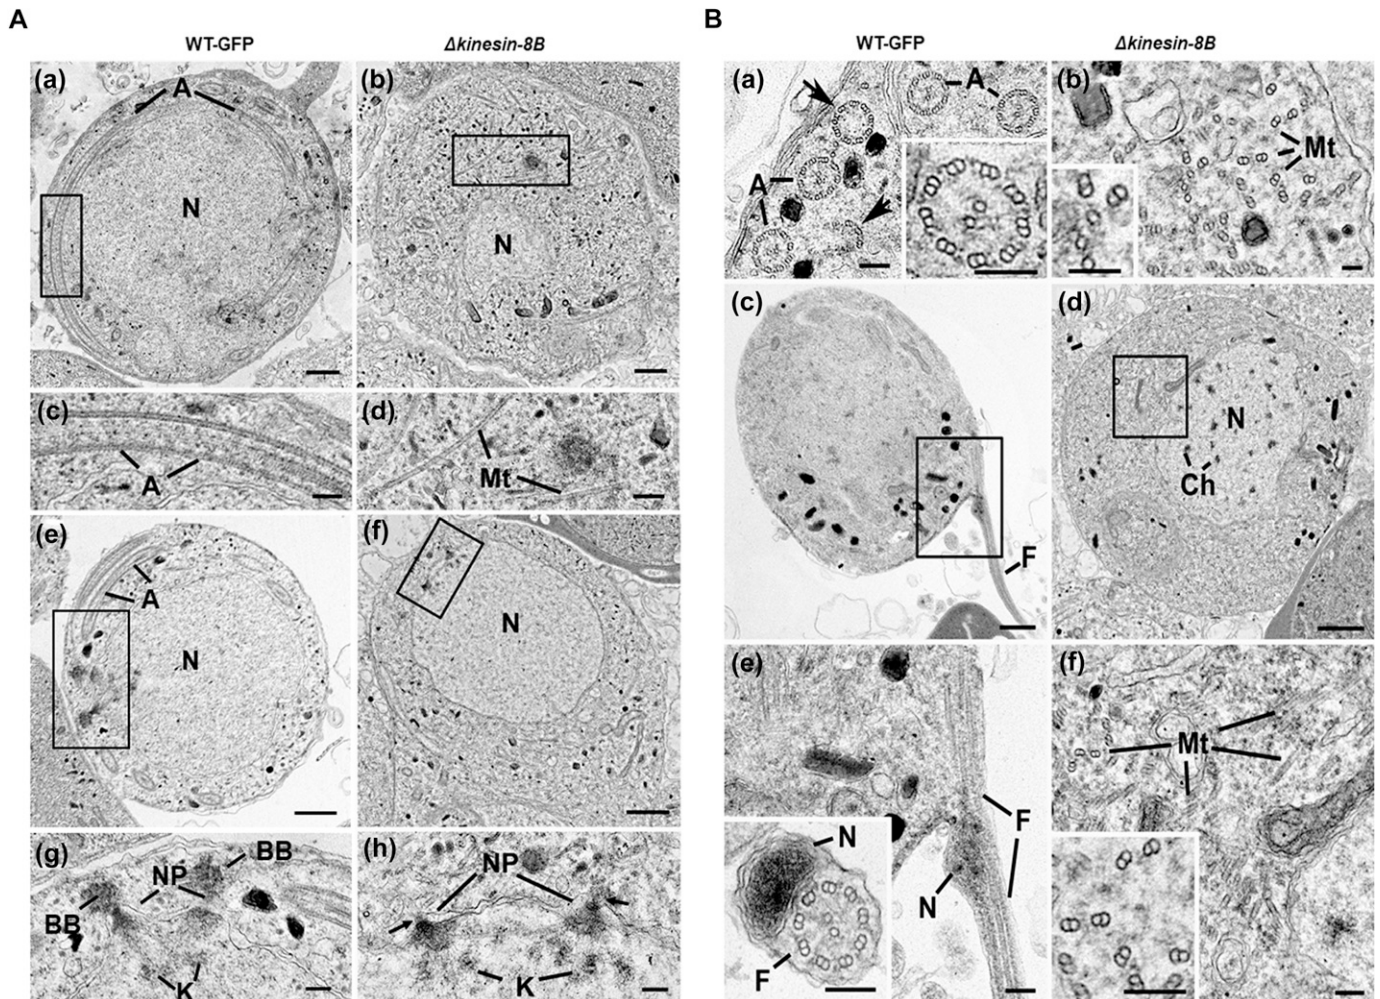 A
B
WT-GFP
Δkinesin-8B
WT-GFP
Δkinesin-8B
(a)
A
N
(b)
N
(c)
A
(d)
Mt
(e)
A
N
(f)
N
(g)
BB
NP
BB
K
(h)
NP
K
(a)
A
A
(b)
Mt
(c)
F
(d)
N
Ch
(e)
F
N
N
F
(f)
Mt